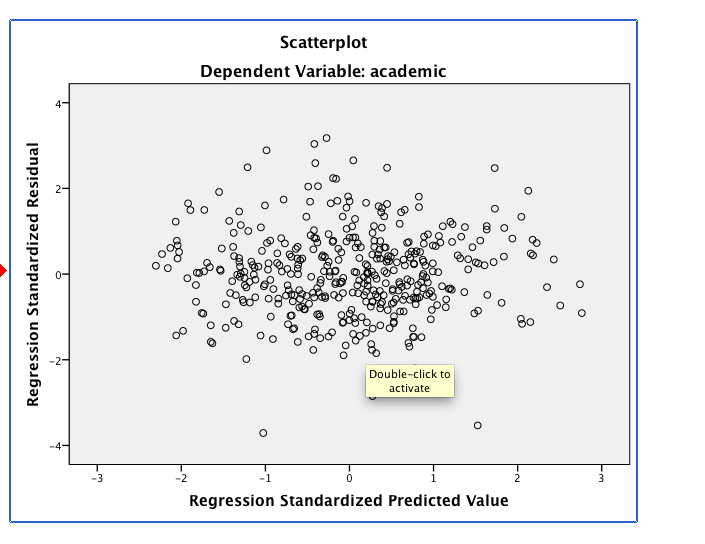 Scatterplot
Dependent Variable: academic
Regression Standardized Residual
4
2
0
−2
−4
Double-click to
activate
−3
−2
−1
0
1
2
3
Regression Standardized Predicted Value